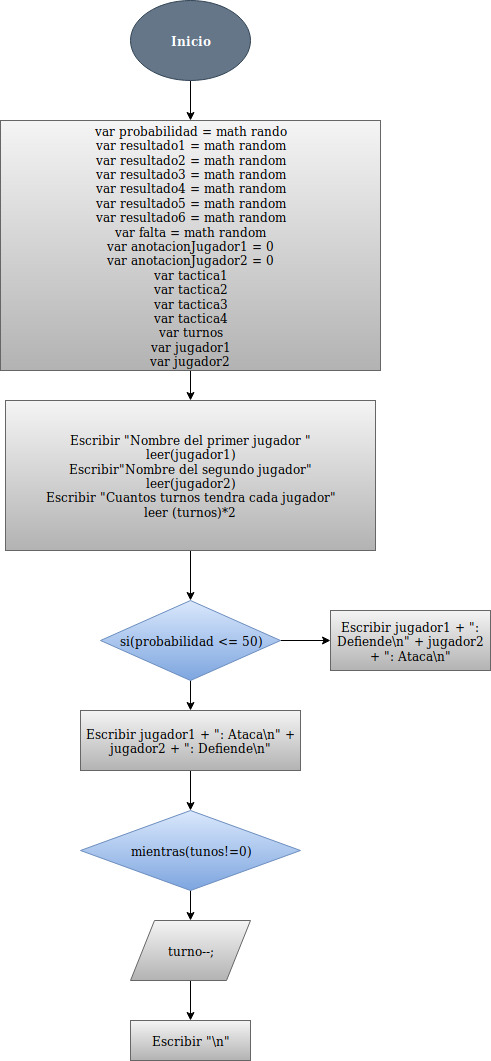 Inicio
var probabilidad = math rando
var resultado1 = math random
var resultado2 = math random
var resultado3 = math random
var resultado4 = math random
var resultado5 = math random
var resultado6 = math random
var falta = math random
var anotacionJugador1 = 0
var anotacionJugador2 = 0
var tactica1
var tactica2
var tactica3
var tactica4
var turnos
var jugador1
var jugador2
Escribir "Nombre del primer jugador "
leer(jugador1)
Escribir"Nombre del segundo jugador"
leer(jugador2)
Escribir "Cuantos turnos tendra cada jugador"
leer (turnos)*2
si(probabilidad <= 50)
Escribir jugador1 + ":
Defiende\n" + jugador2
+ ": Ataca\n"
Escribir jugador1 + ": Ataca\n" +
jugador2 + ": Defiende\n"
mientras(tunos!=0)
turno--;
Escribir "\n"